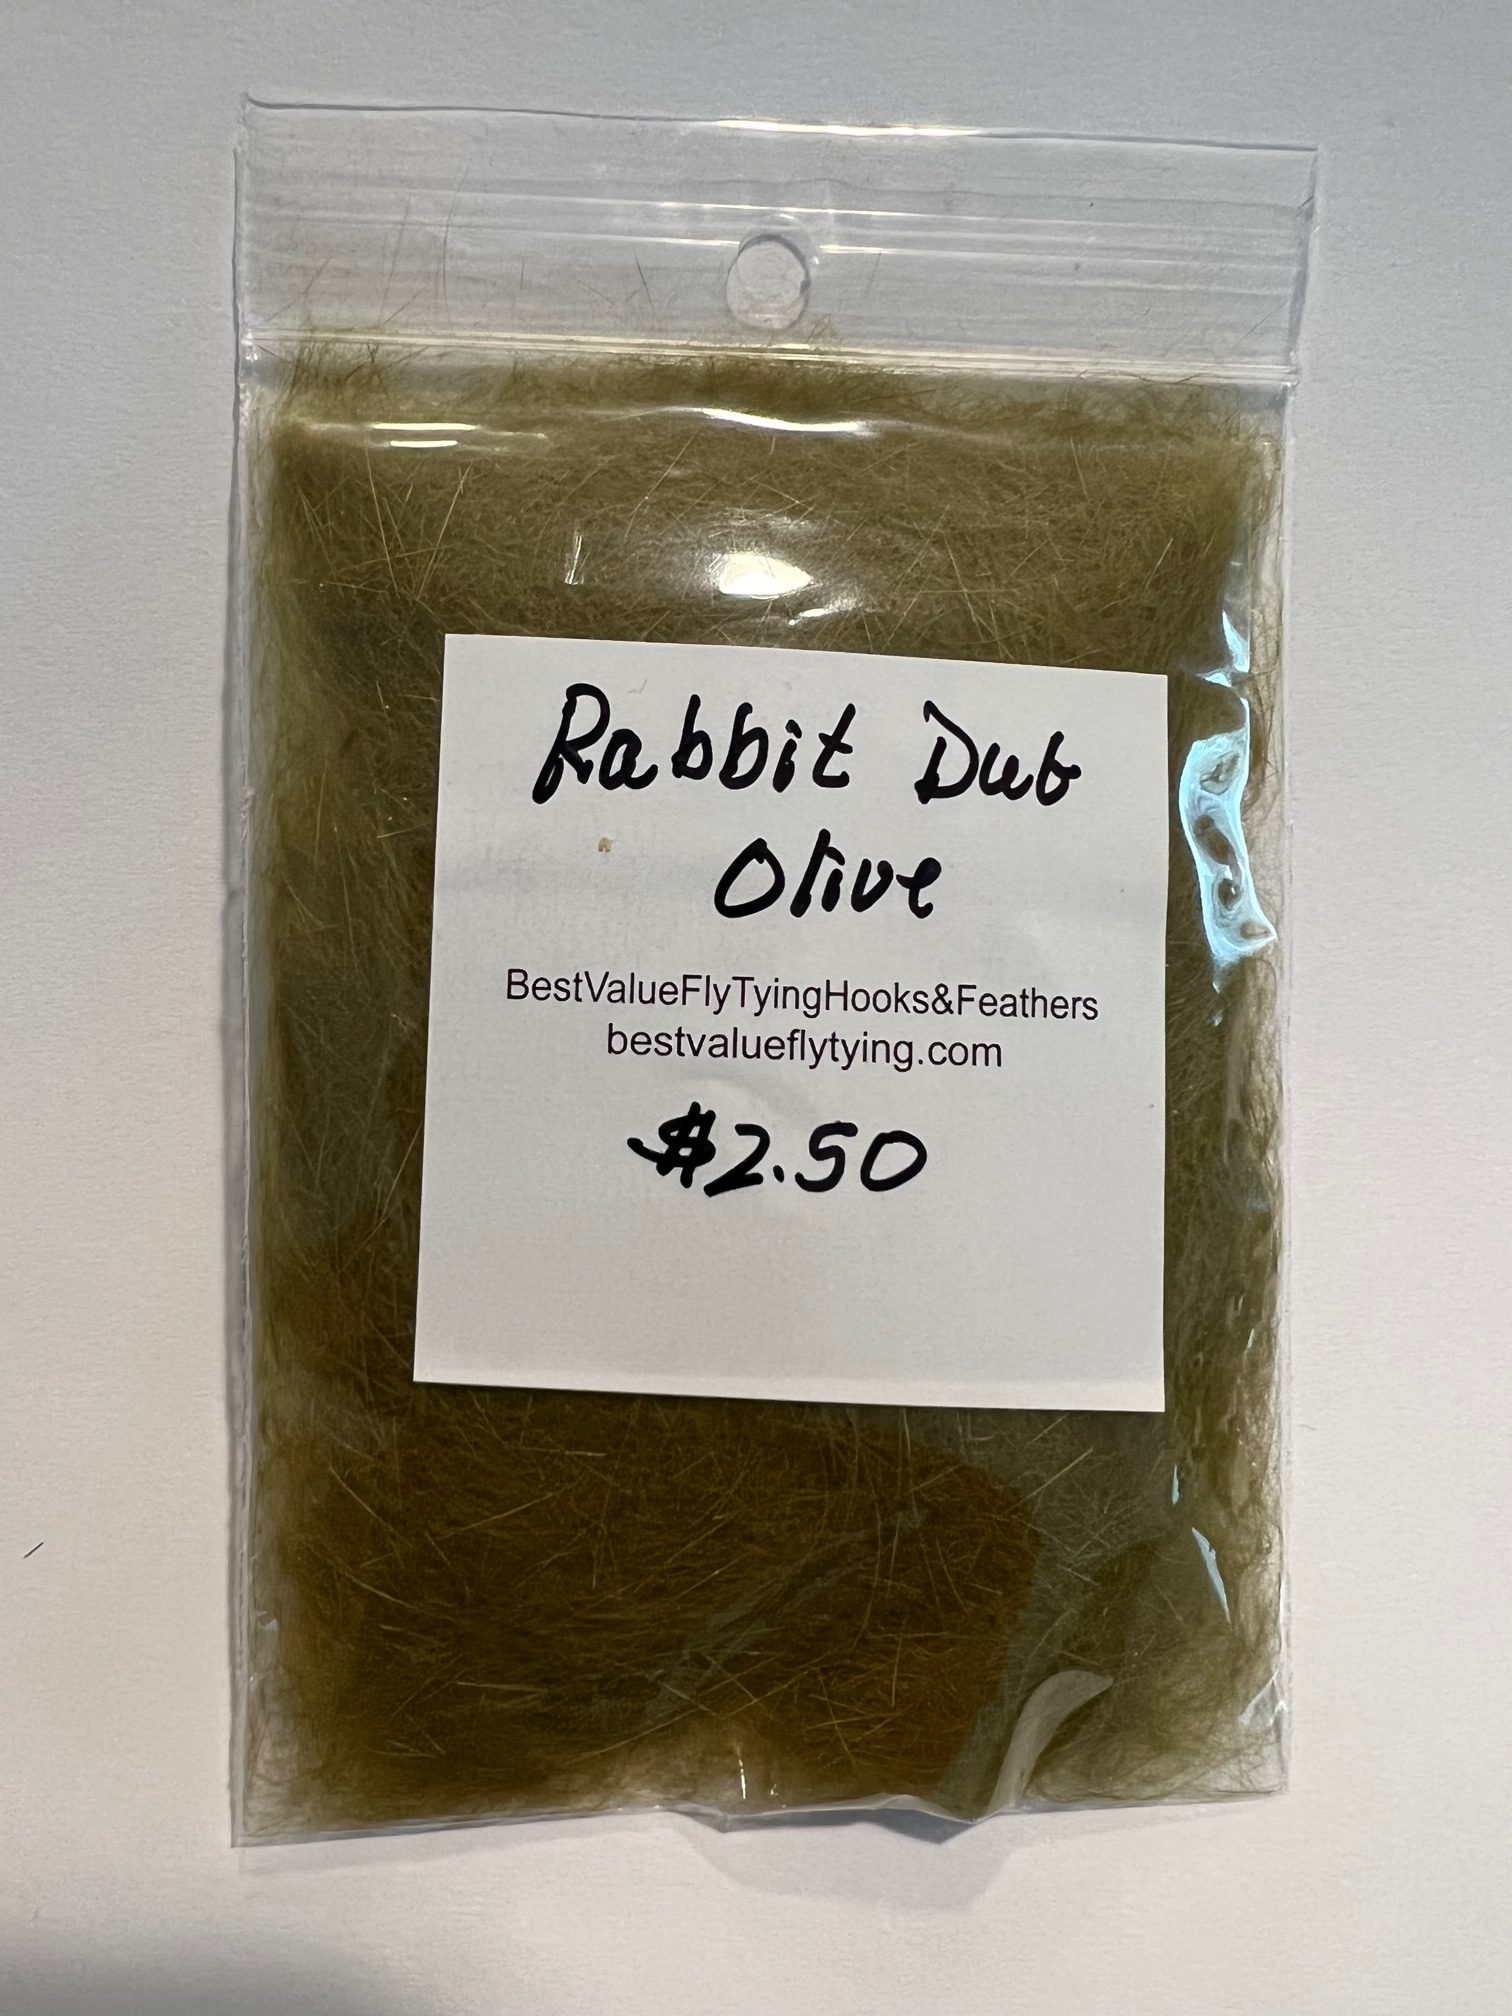 Rabbit Dub
Olive
BestValueFlyTyingHooks&Feathers
bestvalueflytying.com
$2.50